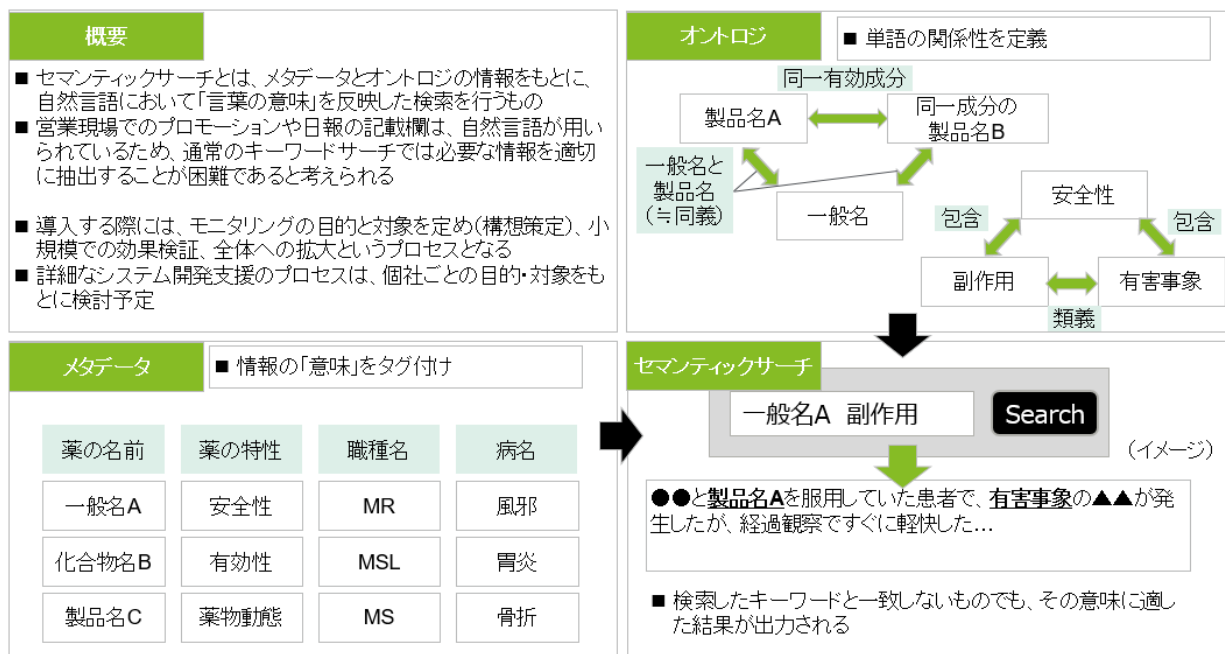 概要
■ セマンティックサーチとは、メタデータとオントロジの情報をもとに、
自然言語において「言葉の意味」を反映した検索を行うもの
■ 営業現場でのプロモーションや日報の記載欄は、自然言語が用い
られているため、通常のキーワードサーチでは必要な情報を適切
に抽出することが困難であると考えられる
■ 導入する際には、モニタリングの目的と対象を定め(構想策定)、小
規模での効果検証、全体への拡大というプロセスとなる
■ 詳細なシステム開発支援のプロセスは、個社ごとの目的・対象をも
とに検討予定
オントロジ
■ 単語の関係性を定義
同一有効成分
製品名A
同一成分の
製品名B
一般名と
製品名
(≒同義)
一般名
安全性
包含
包含
副作用
有害事象
類義
メタデータ
■ 情報の「意味」をタグ付け
薬の名前 薬の特性 職種名 病名
一般名A 安全性 MR 風邪
化合物名B 有効性 MSL 胃炎
製品名C 薬物動態 MS 骨折
セマンティックサーチ
一般名A 副作用 Search
(イメージ)
●●と製品名Aを服用していた患者で、有害事象の▲▲が発
生したが、経過観察ですぐに軽快した…
■ 検索したキーワードと一致しないものでも、その意味に適し
た結果が出力される